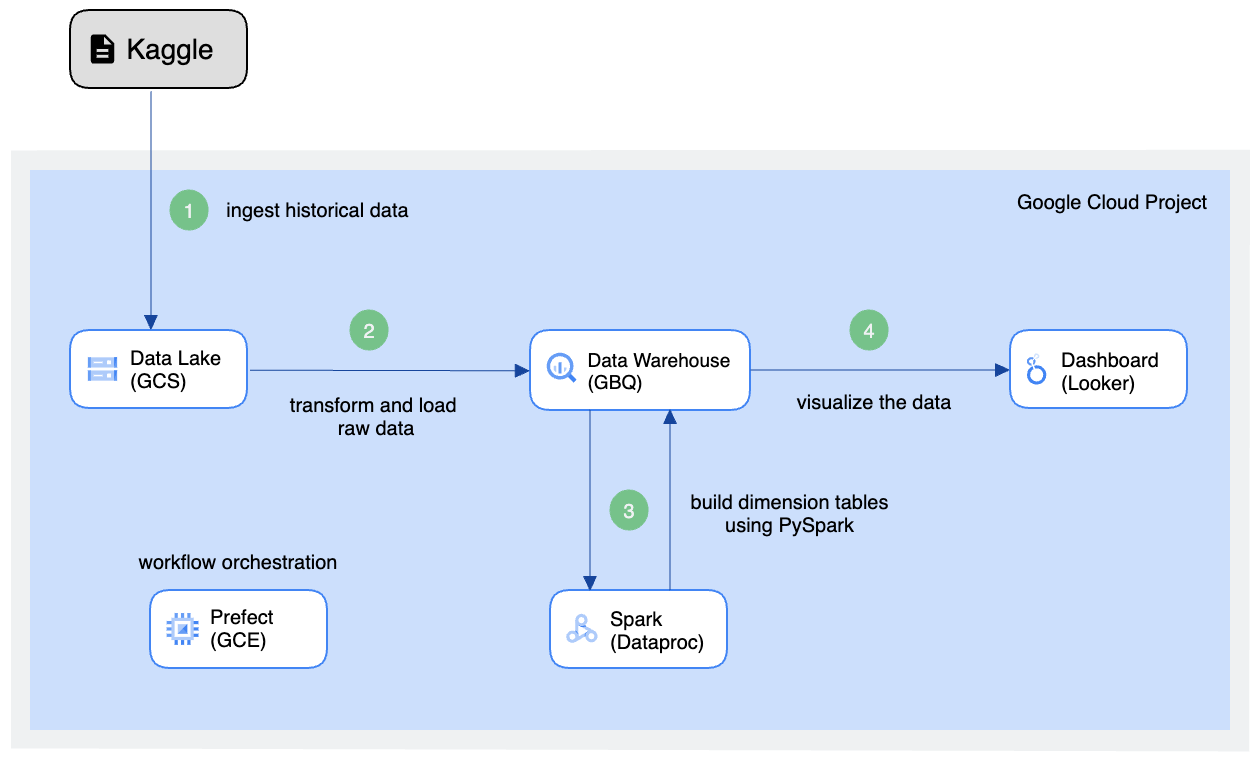 Kaggle
1
ingest historical data
Google Cloud Project
2
4
Data Lake
(GCS)
Data Warehouse
(GBQ)
Dashboard
(Looker)
transform and load
raw data
visualize the data
3
build dimension tables
using PySpark
workflow orchestration
Prefect
(GCE)
Spark
(Dataproc)